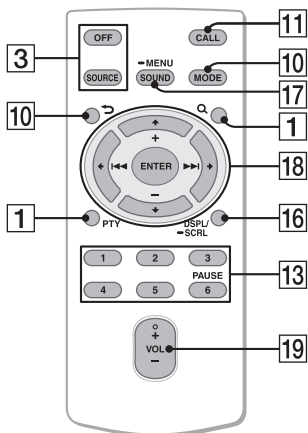 OFF
CALL
11
3
-MENU
SOURCE
SOUND
MODE
10
17
10
1
+
ENTER
18
-
1
PTY
DSPL/
-SCRL
16
1
2
3
PAUSE
13
4
5
6
+
VOL
19
-